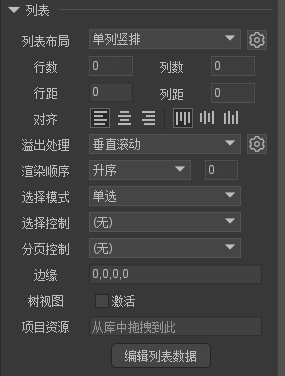 列表
列表布局 单列竖排
行数 0 列数 0
行距 0 列距 0
对齐
溢出处理 垂直滚动
渲染顺序 升序 0
选择模式 单选
选择控制 (无)
分页控制 (无)
边缘 0,0,0,0
树视图 激活
项目资源 从库中拖拽到此
编辑列表数据